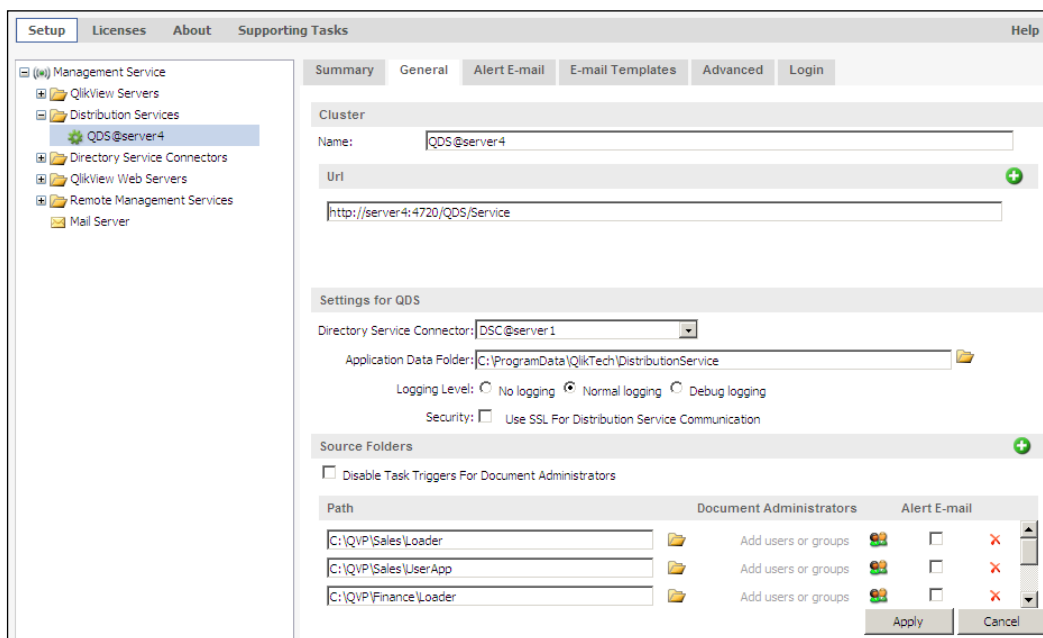 Setup Licenses About Supporting Tasks Help
Management Service
QlikView Servers
Distribution Services
QDS@server4
Directory Service Connectors
QlikView Web Servers
Remote Management Services
Mail Server
Summary General Alert E-mail E-mail Templates Advanced Login
Cluster
Name: QDS@server4
Url
http://server4:4720/QDS/Service
Settings for QDS
Directory Service Connector: DSC@server1
Application Data Folder: C:\ProgramData\QlikTech\DistributionService
Logging Level: No logging Normal logging Debug logging
Security: Use SSL For Distribution Service Communication
Source Folders
Disable Task Triggers For Document Administrators
Path Document Administrators Alert E-mail
C:\QVP\Sales\Loader Add users or groups
C:\QVP\Sales\UserApp Add users or groups
C:\QVP\Finance\Loader Add users or groups
Apply Cancel